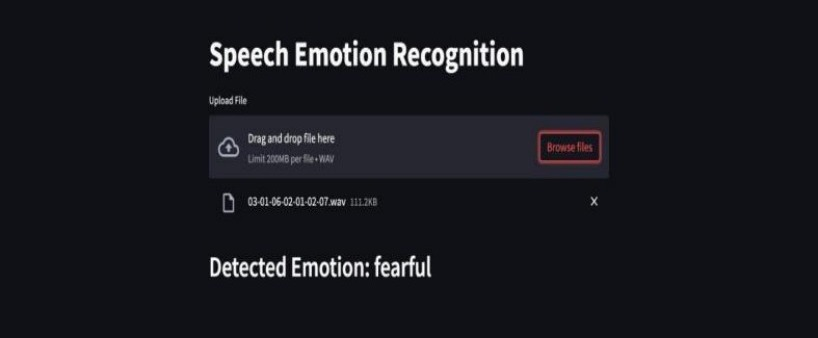 Speech Emotion Recognition
Upload File
Drag and drop file here
Limit 200MB per file • WAV
Browse files
03-01-06-02-01-02-07.wav 111.2KB
X
Detected Emotion: fearful